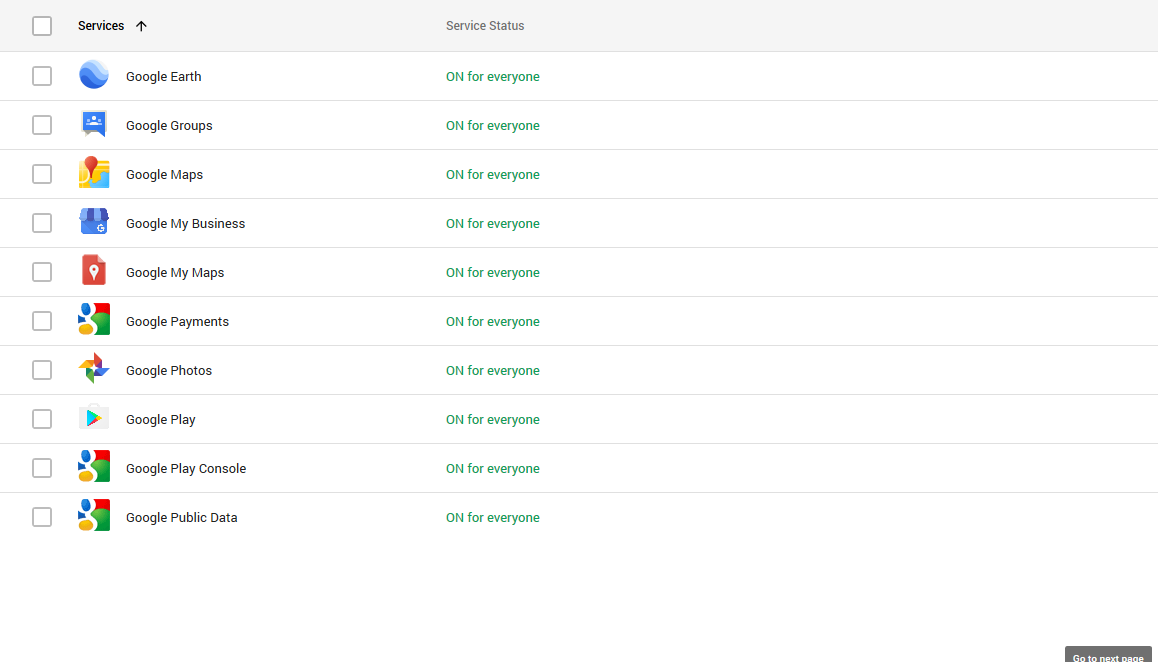 Services Service Status
Google Earth ON for everyone
Google Groups ON for everyone
Google Maps ON for everyone
Google My Business ON for everyone
Google My Maps ON for everyone
Google Payments ON for everyone
Google Photos ON for everyone
Google Play ON for everyone
Google Play Console ON for everyone
Google Public Data ON for everyone
Go to next page